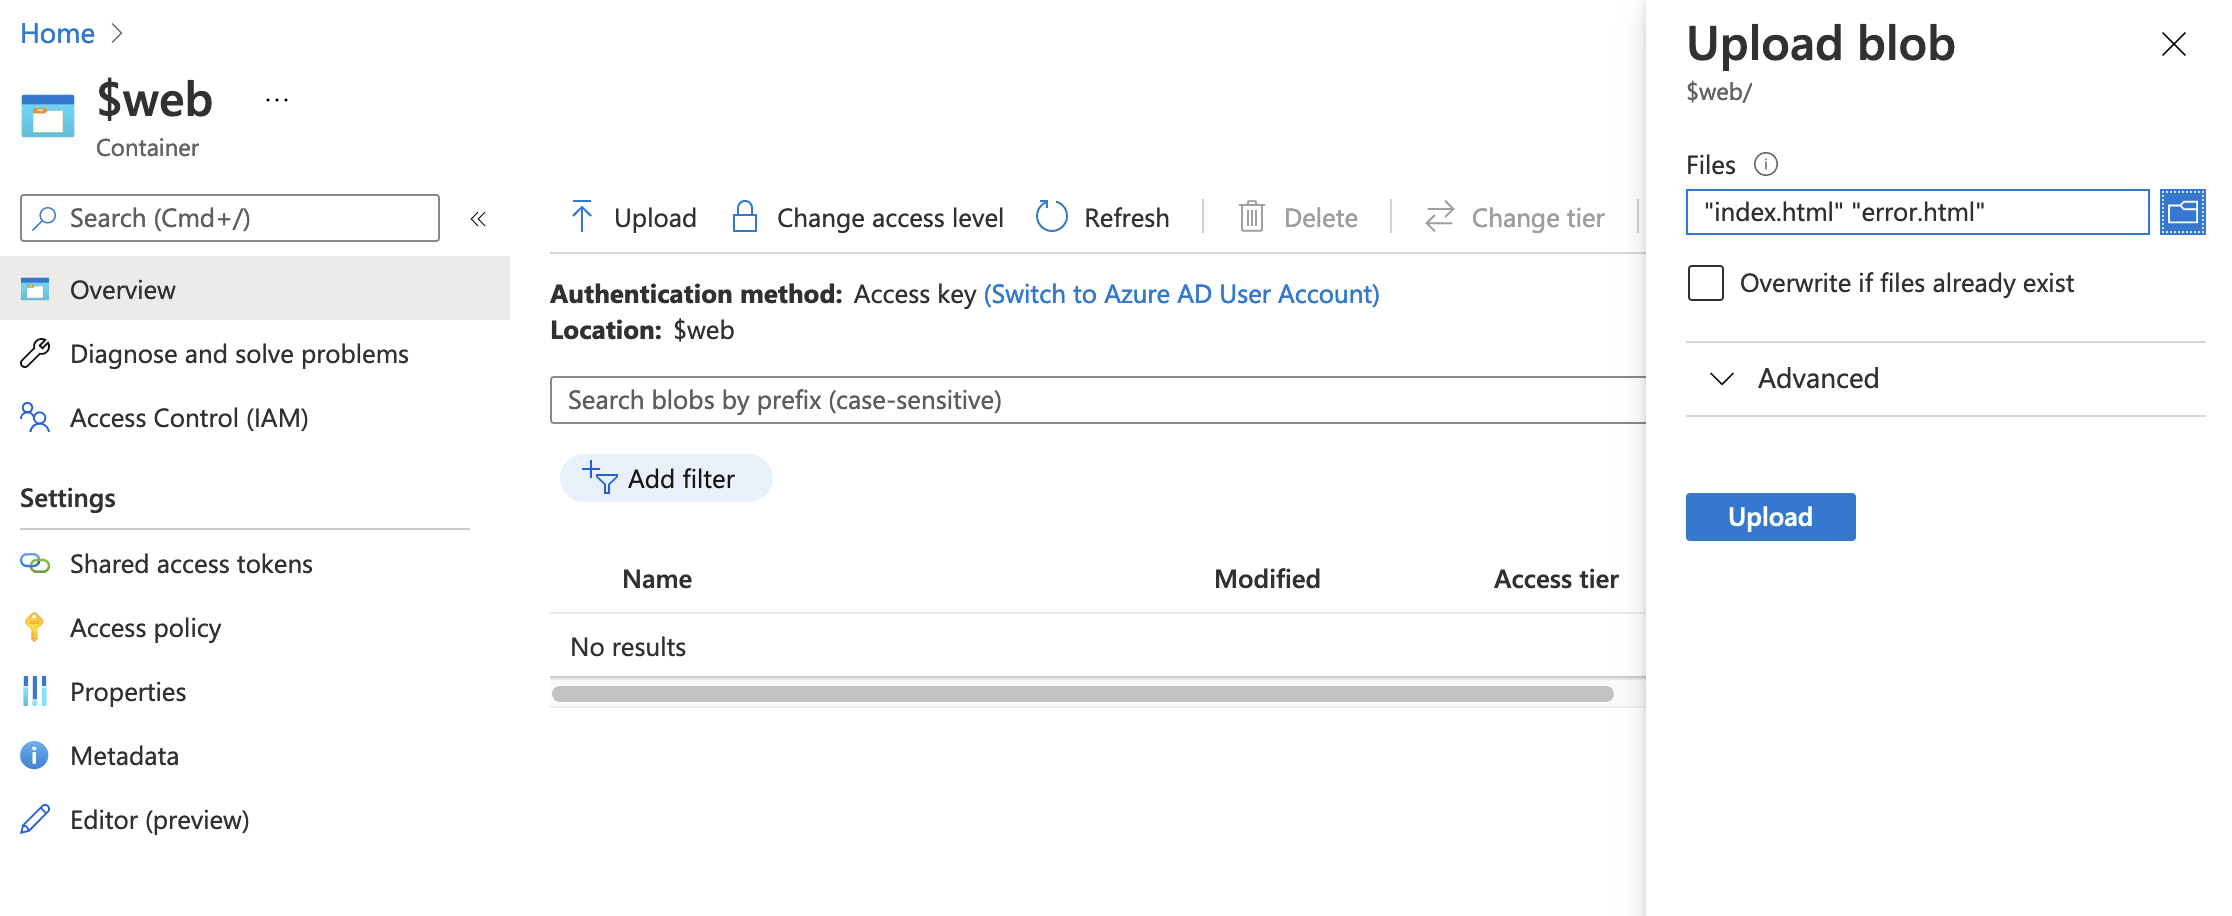 Home
$web
...
Container
Search (Cmd+/)
«
Overview
Diagnose and solve problems
Access Control (IAM)
Settings
Shared access tokens
Access policy
Properties
Metadata
Editor (preview)
Upload Change access level Refresh Delete Change tier
Authentication method: Access key (Switch to Azure AD User Account)
Location: $web
Search blobs by prefix (case-sensitive)
Add filter
Name Modified Access tier
No results
Upload blob
$web/
Files
"index.html" "error.html"
Overwrite if files already exist
Advanced
Upload